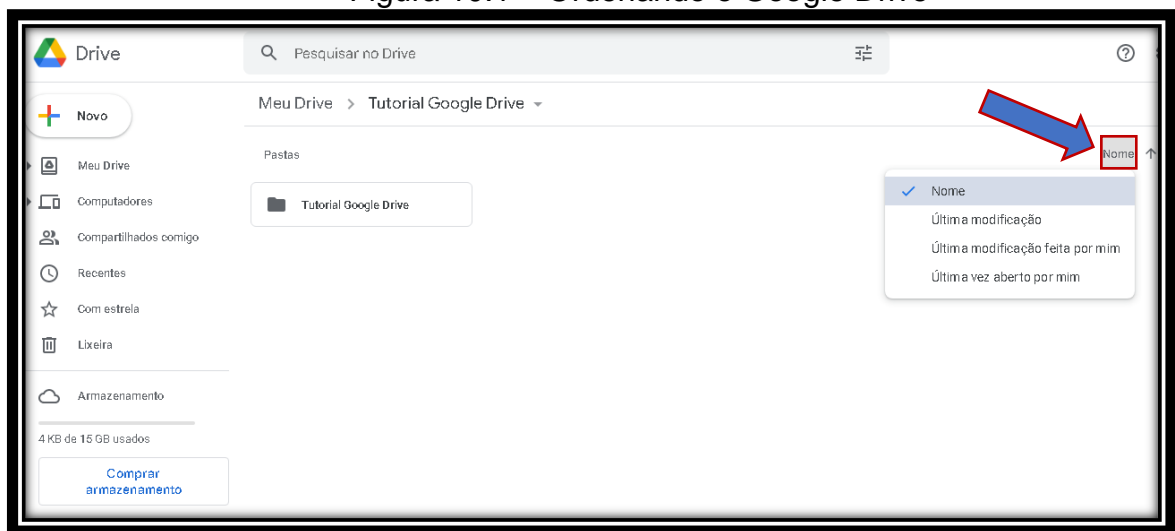 Drive
Pesquisar no Drive
Novo
Meu Drive > Tutorial Google Drive
Meu Drive
Computadores
Compartilhados comigo
Recentes
Com estrela
Lixeira
Armazenamento
4 KB de 15 GB usados
Comprar
armazenamento
Pastas
Nome
Tutorial Google Drive
Nome
Última modificação
Última modificação feita por mim
Última vez aberto por mim